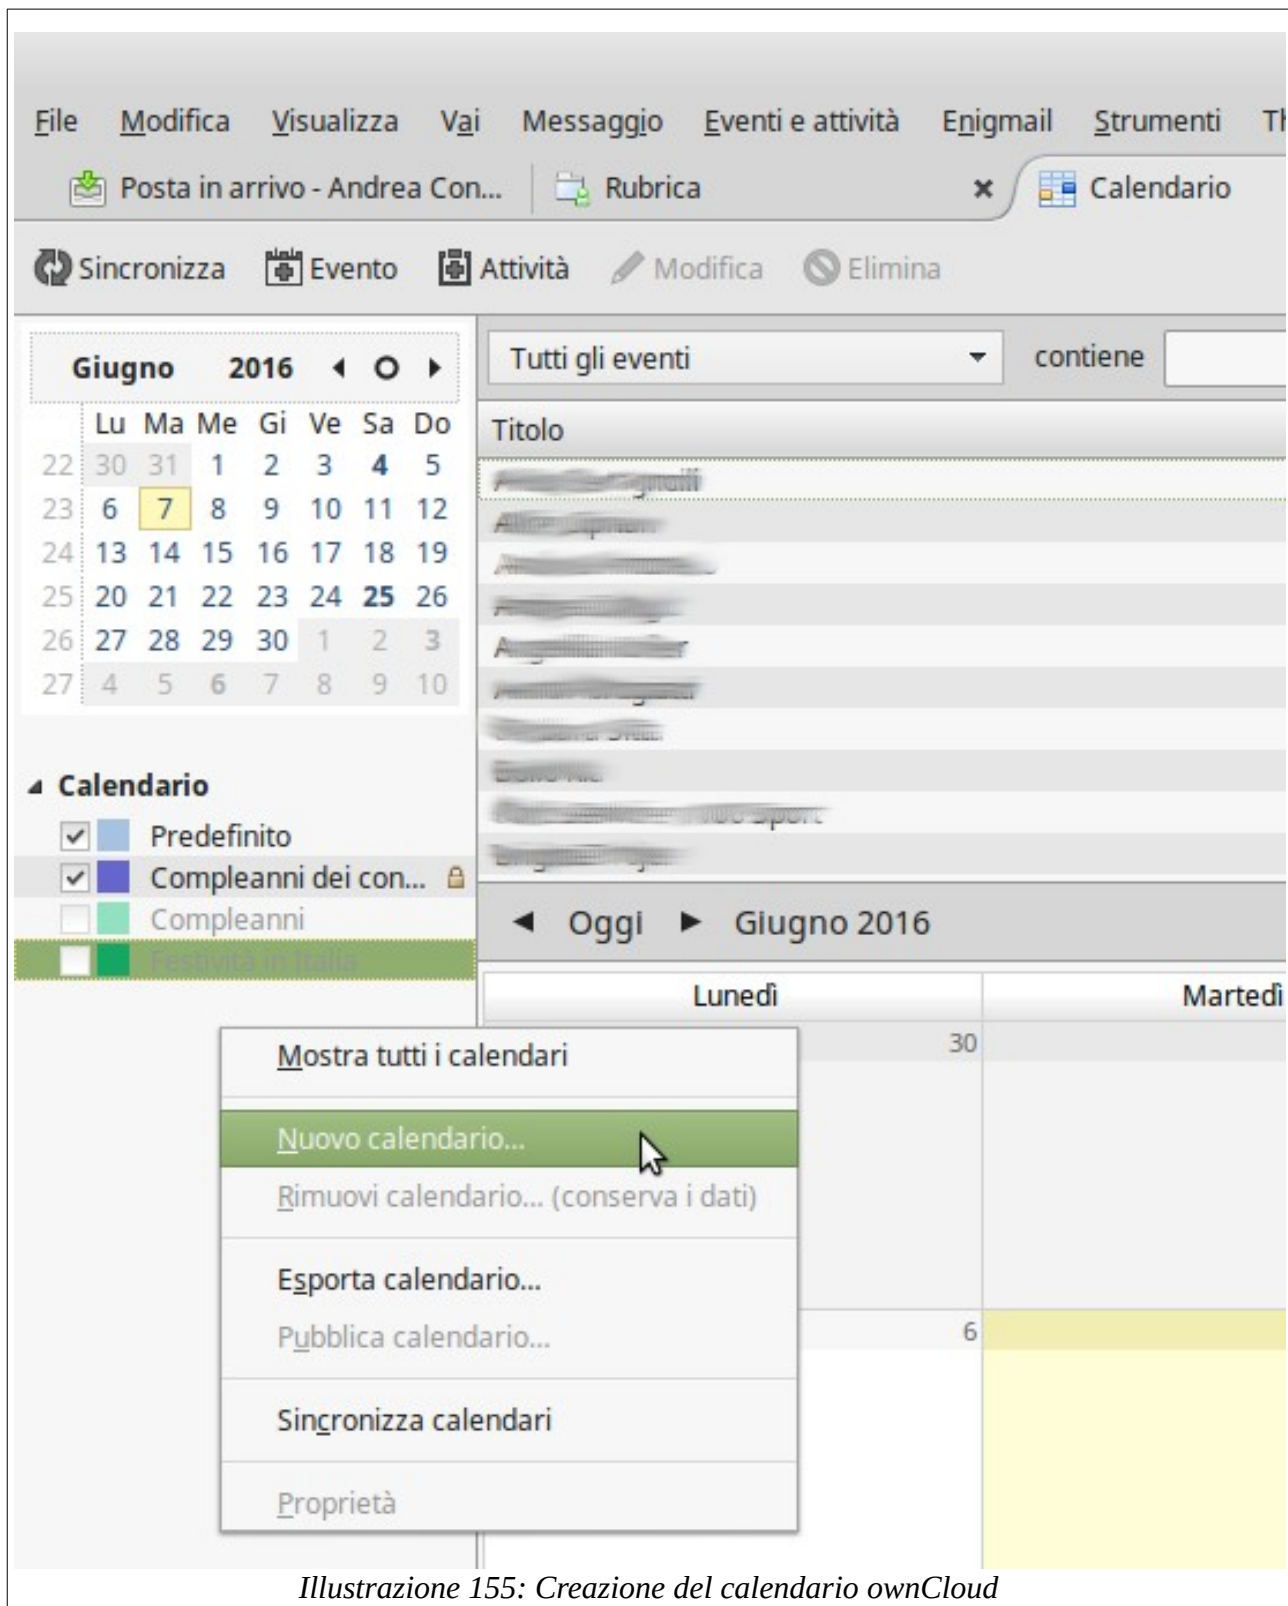 File Modifica Visualizza Vai Messaggio Eventi e attività Enigmail Strumenti Th
Posta in arrivo - Andrea Con... Rubrica Calendario
Sincronizza Evento Attività Modifica Elimina
Giugno 2016
Lu Ma Me Gi Ve Sa Do
22 30 31 1 2 3 4 5
23 6 7 8 9 10 11 12
24 13 14 15 16 17 18 19
25 20 21 22 23 24 25 26
26 27 28 29 30 1 2 3
27 4 5 6 7 8 9 10
Calendario
Predefinito
Compleanni dei con...
Compleanni
Festività in Italia
Tutti gli eventi contiene
Titolo
Sport
Oggi Giugno 2016
Lunedì Martedì
30
6
Mostra tutti i calendari
Nuovo calendario...
Rimuovi calendario... (conserva i dati)
Esporta calendario...
Pubblica calendario...
Sincronizza calendari
Proprietà
Illustrazione 155: Creazione del calendario ownCloud